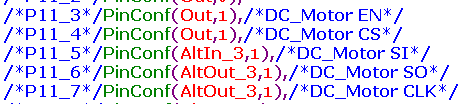 /*P11_3*/PinConf(Out,1),/*DC_Motor EN*/
/*P11_4*/PinConf(Out,1),/*DC_Motor CS*/
/*P11_5*/PinConf(AltIn_3,1),/*DC_Motor SI*/
/*P11_6*/PinConf(AltOut_3,1),/*DC_Motor SO*/
/*P11_7*/PinConf(AltOut_3,1),/*DC_Motor CLK*/